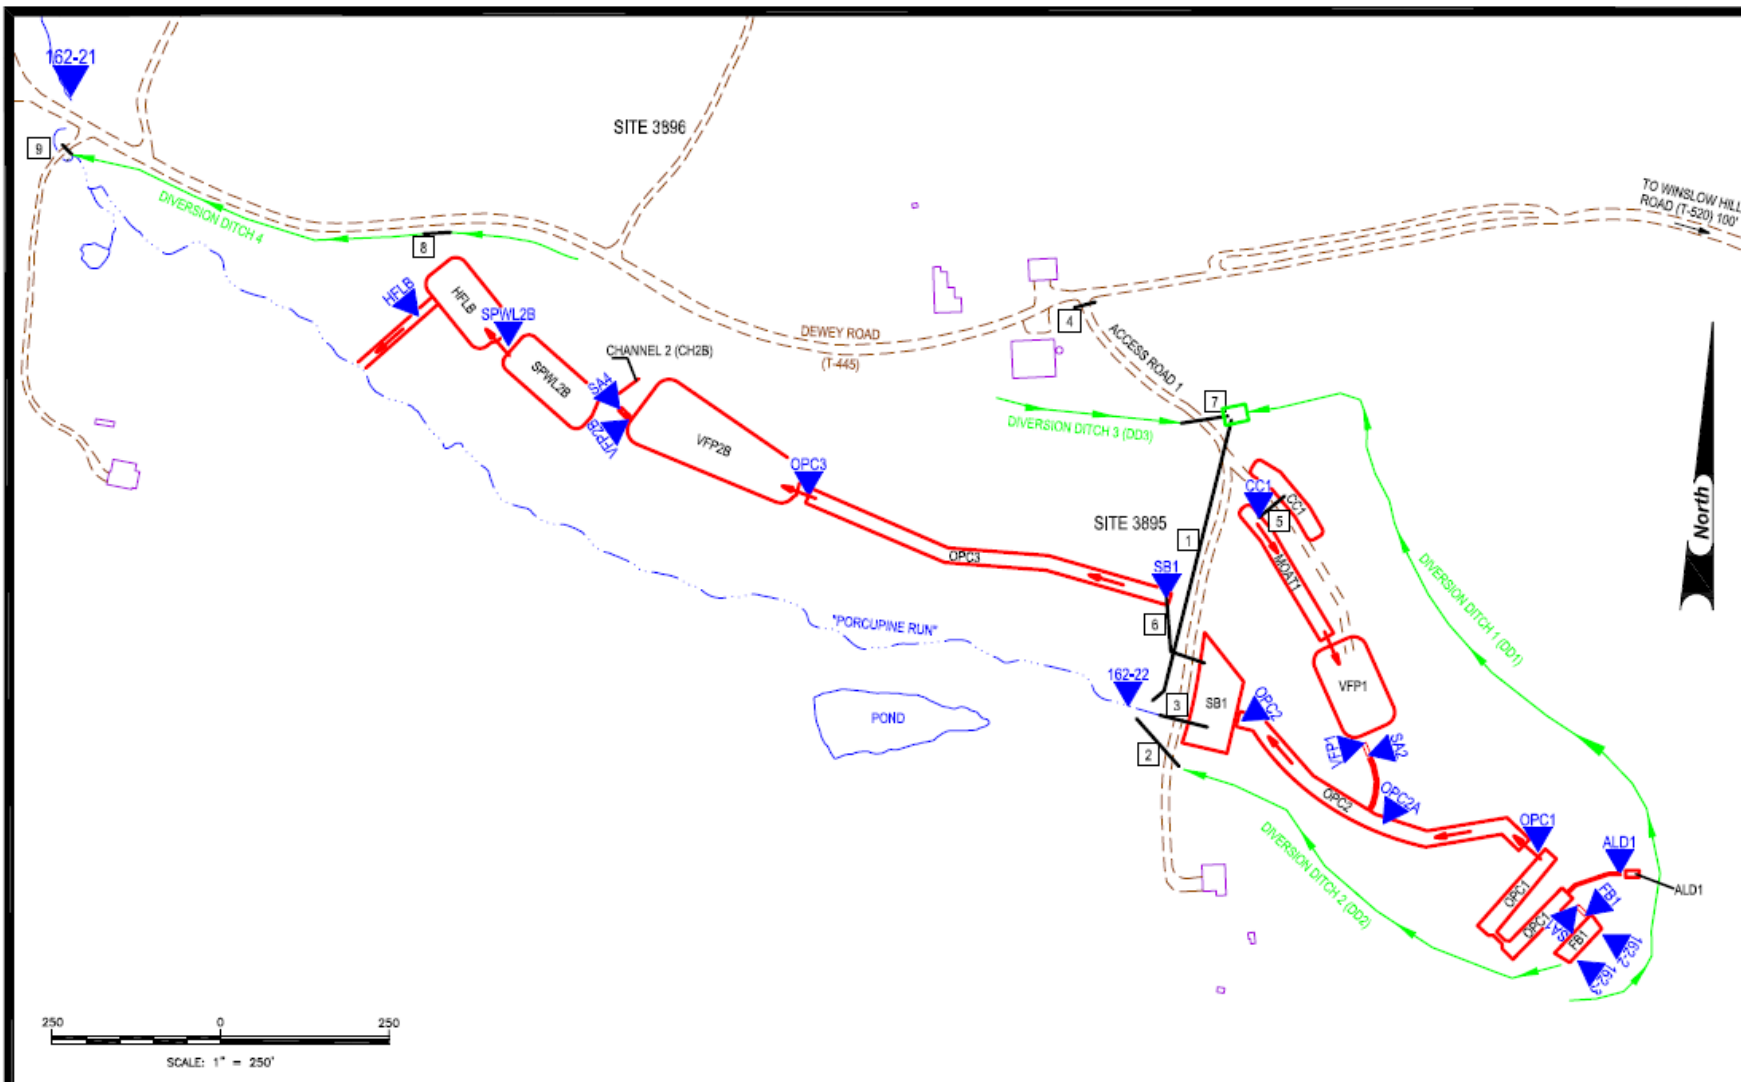 162-21
SITE 3896
TO WINSLOW HILL
ROAD (T-520) 100'
9
DIVERSION DITCH 4
8
HFLB
HFLB
SPWL2B
DEWEY ROAD
(T-445)
4
ACCESS ROAD 1
CHANNEL 2 (CH2B)
SPWL2B
SA4
VFP2B
VFP2B
7
DIVERSION DITCH 3 (DD3)
OPC3
SITE 3895
CC1
CC1
5
1
MOAT1
North
OPC3
SB1
6
DIVERSION DITCH 1 (DD1)
"PORCUPINE RUN"
162-22
3
SB1
OPC2
VFP1
POND
2
VFP1
SA2
OPC2
OPC2A
OPC1
ALD1
ALD1
DIVERSION DITCH 2 (DD2)
OPC1
OPC1
SA1
FB1
FB1
162-2
250
0
250
SCALE: 1" = 250'